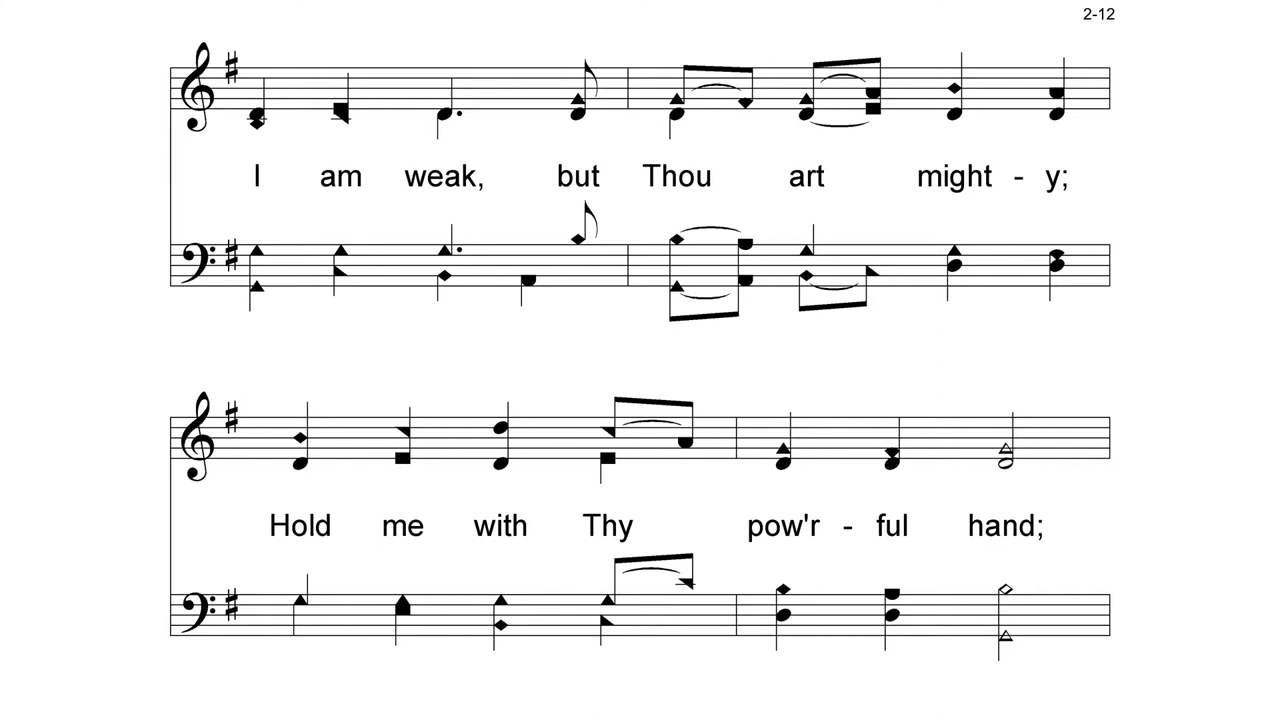 2-12
I am weak, but Thou art might - y;
Hold me with Thy pow'r - ful hand;